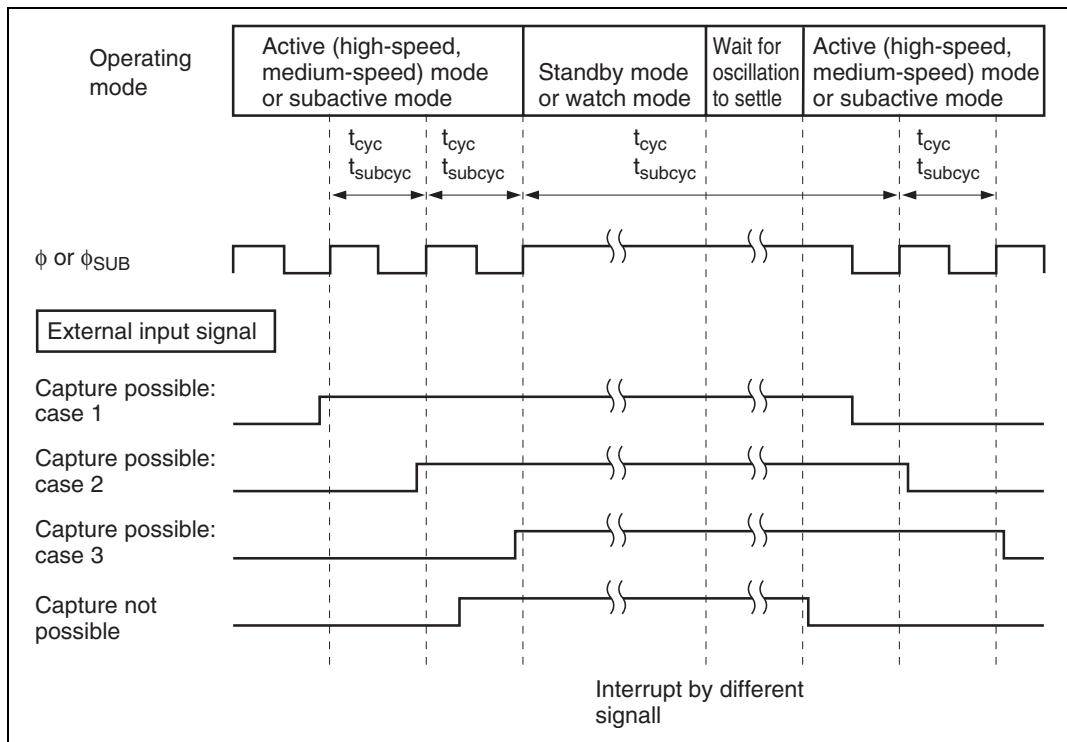 Operating
mode
Active (high-speed,
medium-speed) mode
or subactive mode
Standby mode
or watch mode
Wait for
oscillation
to settle
Active (high-speed,
medium-speed) mode
or subactive mode
tcyc
tsubcyc
tcyc
tsubcyc
tcyc
tsubcyc
tcyc
tsubcyc
ϕ or ϕSUB
External input signal
Capture possible:
case 1
Capture possible:
case 2
Capture possible:
case 3
Capture not
possible
Interrupt by different
signall